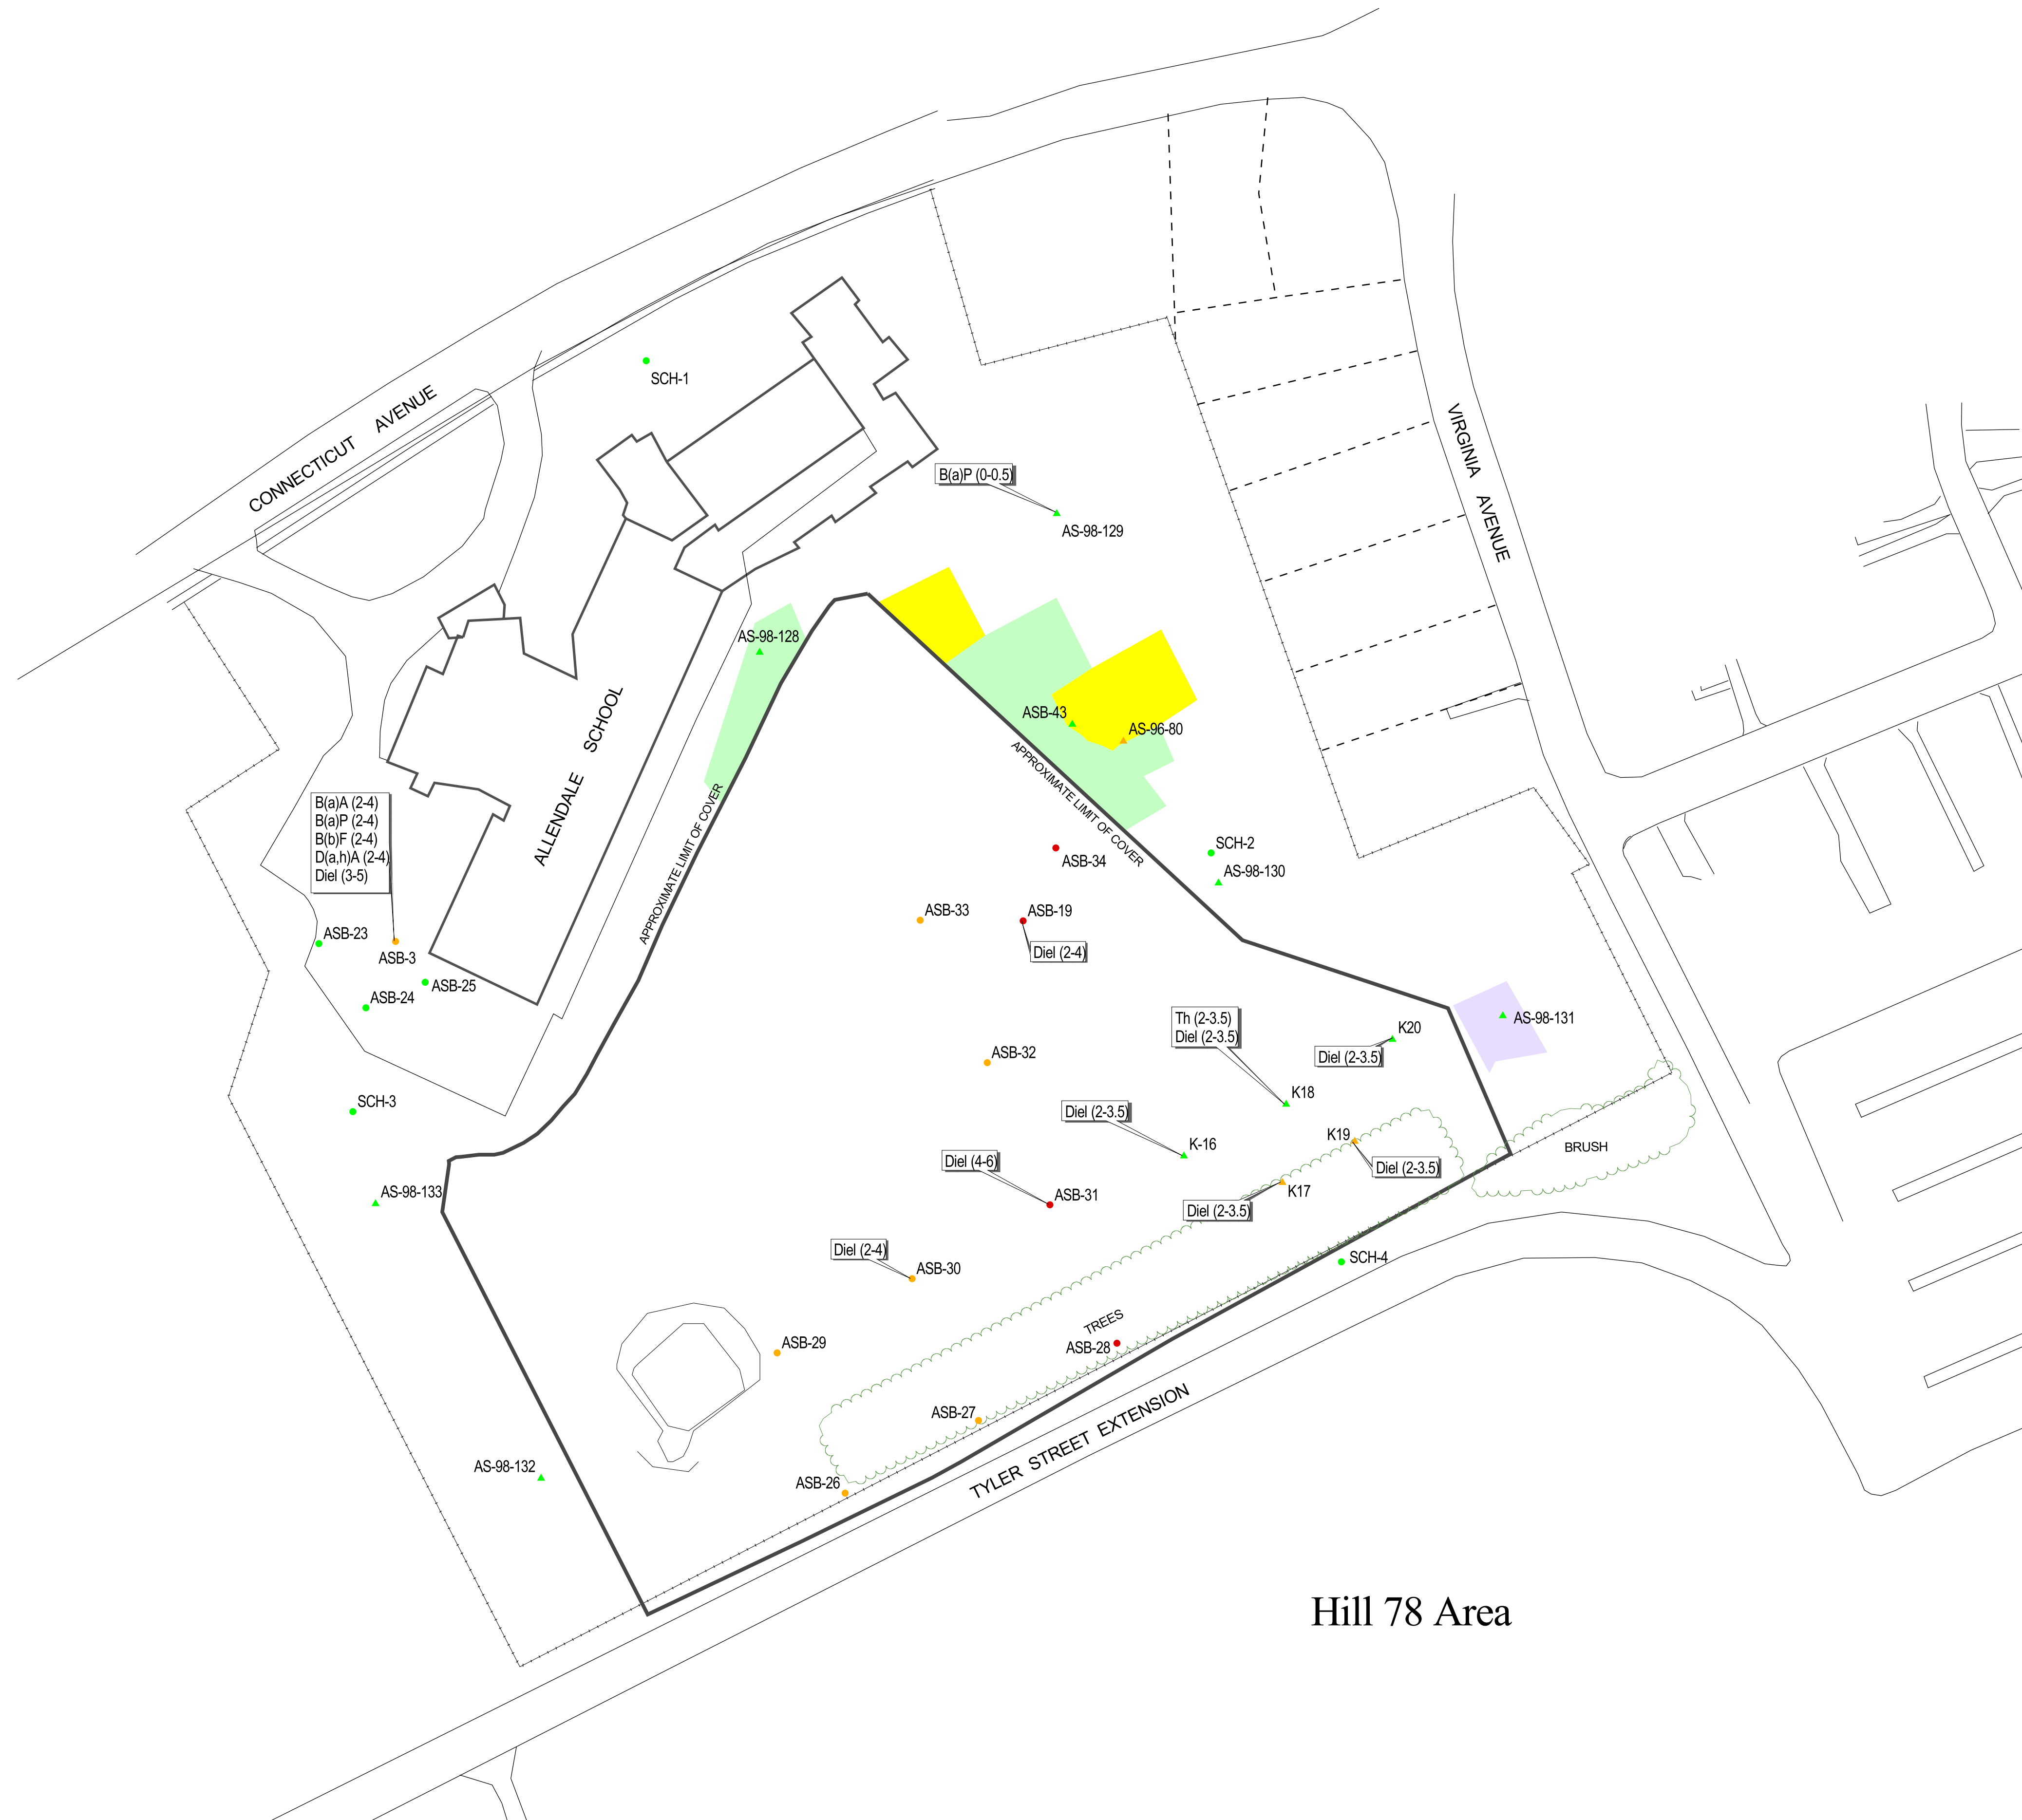 CONNECTICUT AVENUE
SCH-1
VIRGINIA AVENUE
B(a)P (0-0.5)
AS-98-129
AS-98-128
ASB-43
AS-96-80
ALLENDALE SCHOOL
APPROXIMATE LIMIT OF COVER
APPROXIMATE LIMIT OF COVER
B(a)A (2-4)
B(a)P (2-4)
B(b)F (2-4)
D(a,h)A (2-4)
Diel (3-5)
ASB-34
SCH-2
AS-98-130
ASB-33
ASB-19
Diel (2-4)
ASB-23
ASB-3
ASB-25
ASB-24
Th (2-3.5)
Diel (2-3.5)
K20
Diel (2-3.5)
AS-98-131
ASB-32
K18
SCH-3
Diel (2-3.5)
K-16
K19
Diel (2-3.5)
BRUSH
Diel (4-6)
ASB-31
K17
Diel (2-3.5)
AS-98-133
Diel (2-4)
ASB-30
SCH-4
TREES
ASB-29
ASB-28
ASB-27
TYLER STREET EXTENSION
AS-98-132
ASB-26
Hill 78 Area